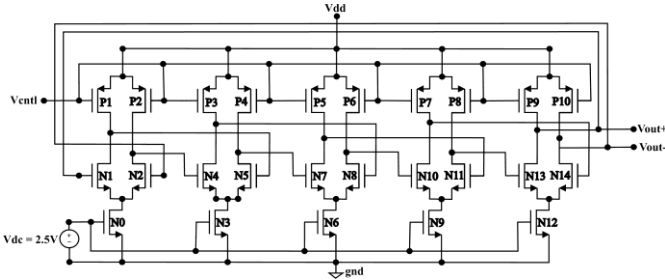 Vdd
P1 P2 P3 P4 P5 P6 P7 P8 P9 P10
Vcntl
Vout+
Vout-
N1 N2 N4 N5 N7 N8 N10 N11 N13 N14
N0 N3 N6 N9 N12
Vdc = 2.5V
gnd